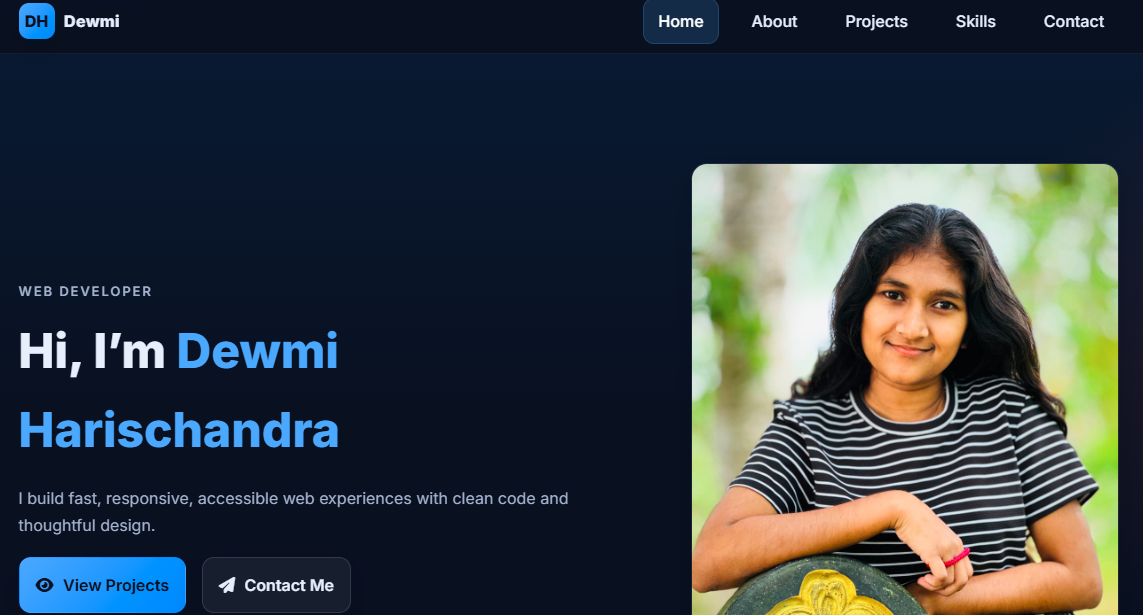 DH Dewmi Home About Projects Skills Contact
WEB DEVELOPER
Hi, I’m Dewmi
Harischandra
I build fast, responsive, accessible web experiences with clean code and
thoughtful design.
View Projects Contact Me